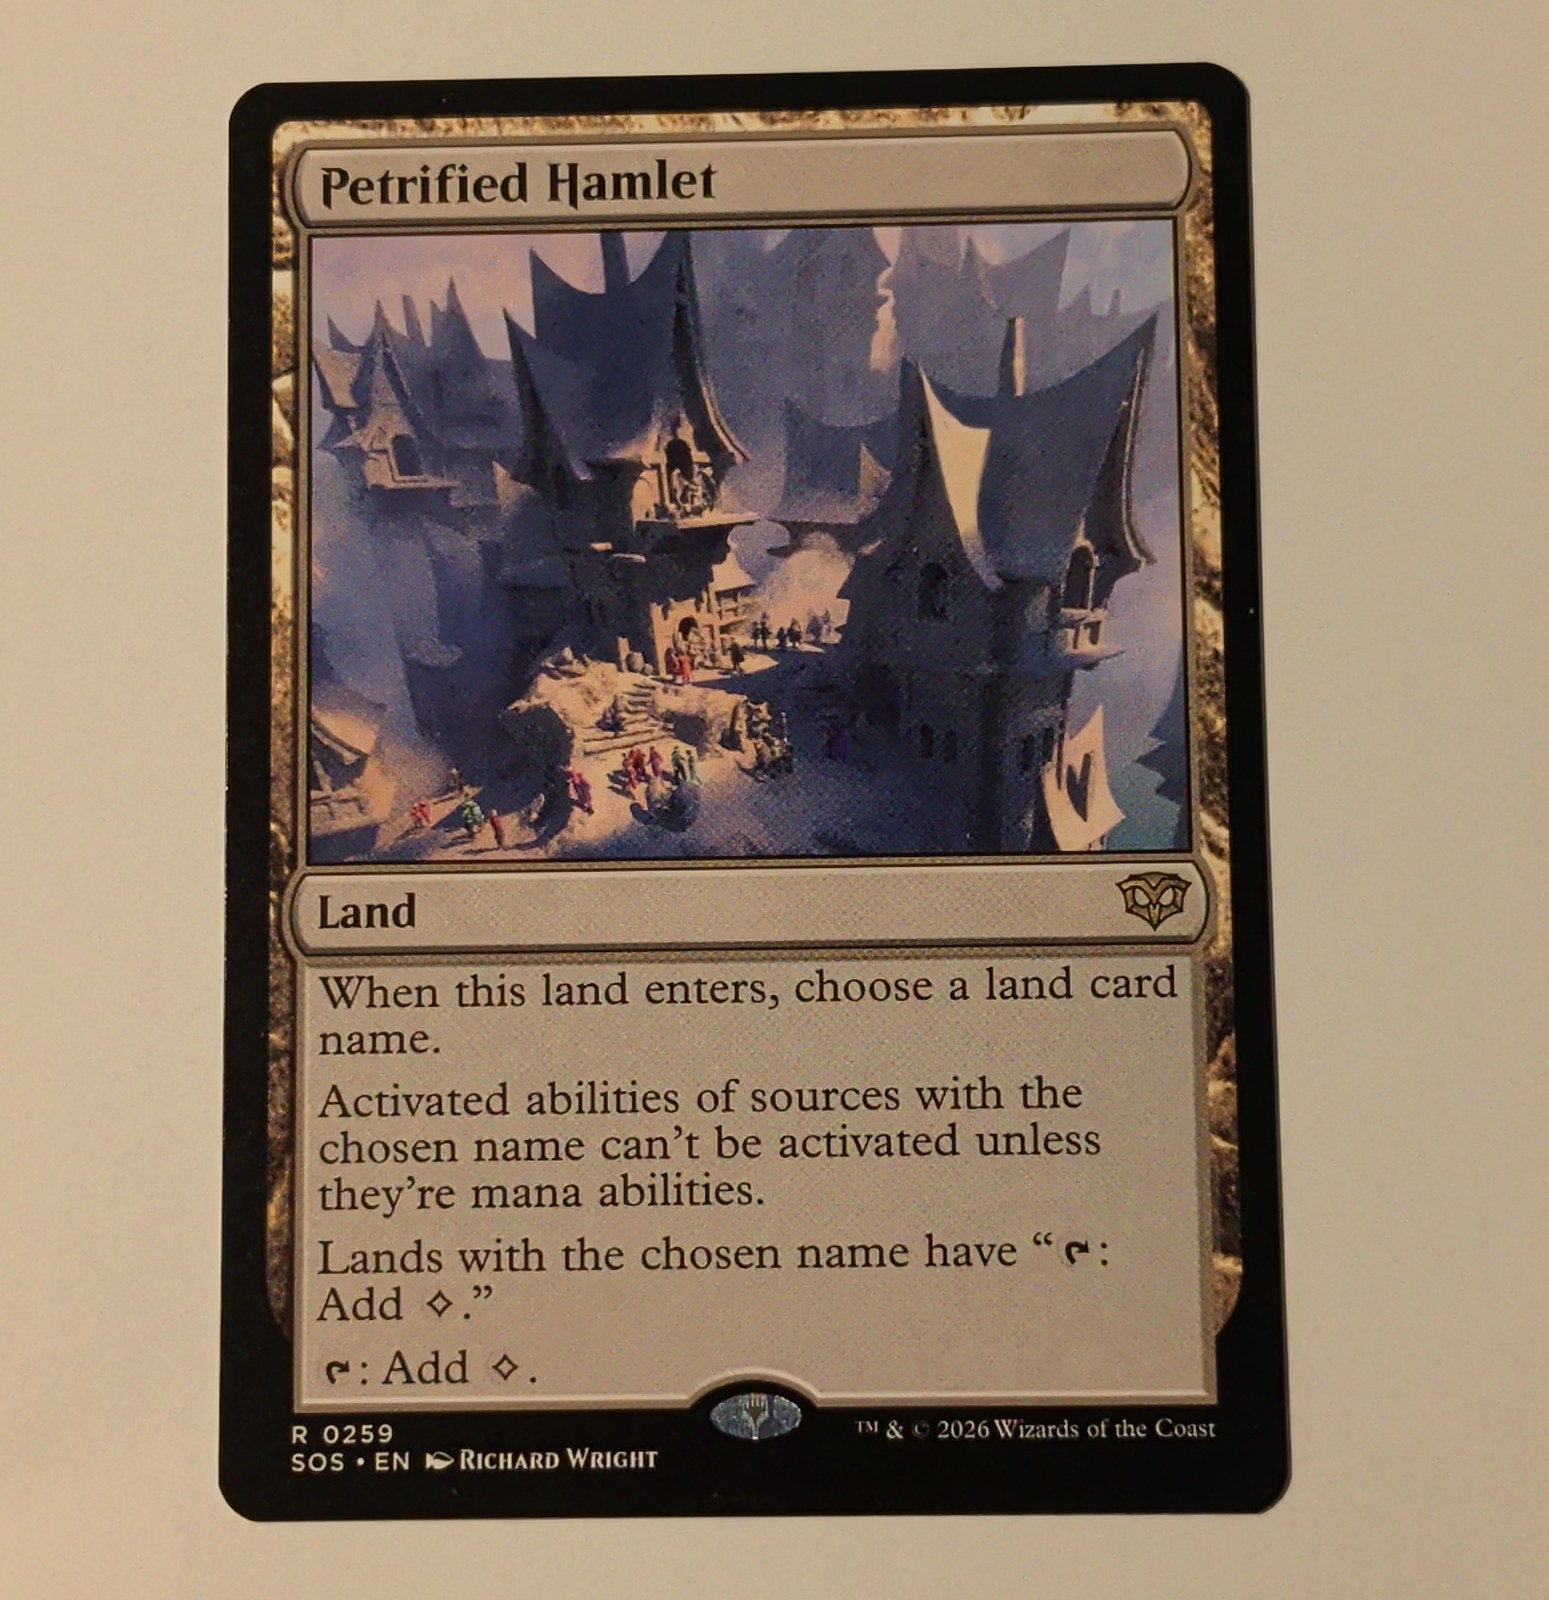 Petrified Hamlet
Land
When this land enters, choose a land card
name.
Activated abilities of sources with the
chosen name can't be activated unless
they're mana abilities.
Lands with the chosen name have “ :
Add .”
: Add .
R 0259
SOS • EN RICHARD WRIGHT
™ & © 2026 Wizards of the Coast